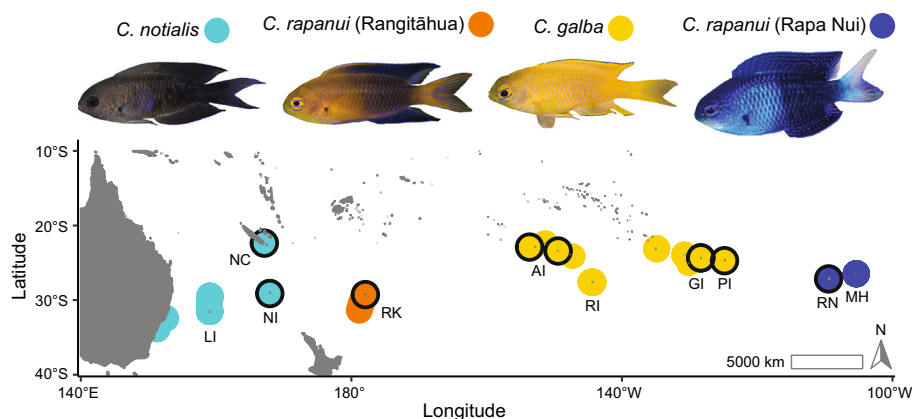 C. notialis
C. rapanui (Rangitāhua)
C. galba
C. rapanui (Rapa Nui)
10°S
20°S
30°S
40°S
Latitude
NC
LI
NI
RK
AI
RI
GI
PI
RN
MH
N
5000 km
140°E
180°
140°W
100°W
Longitude